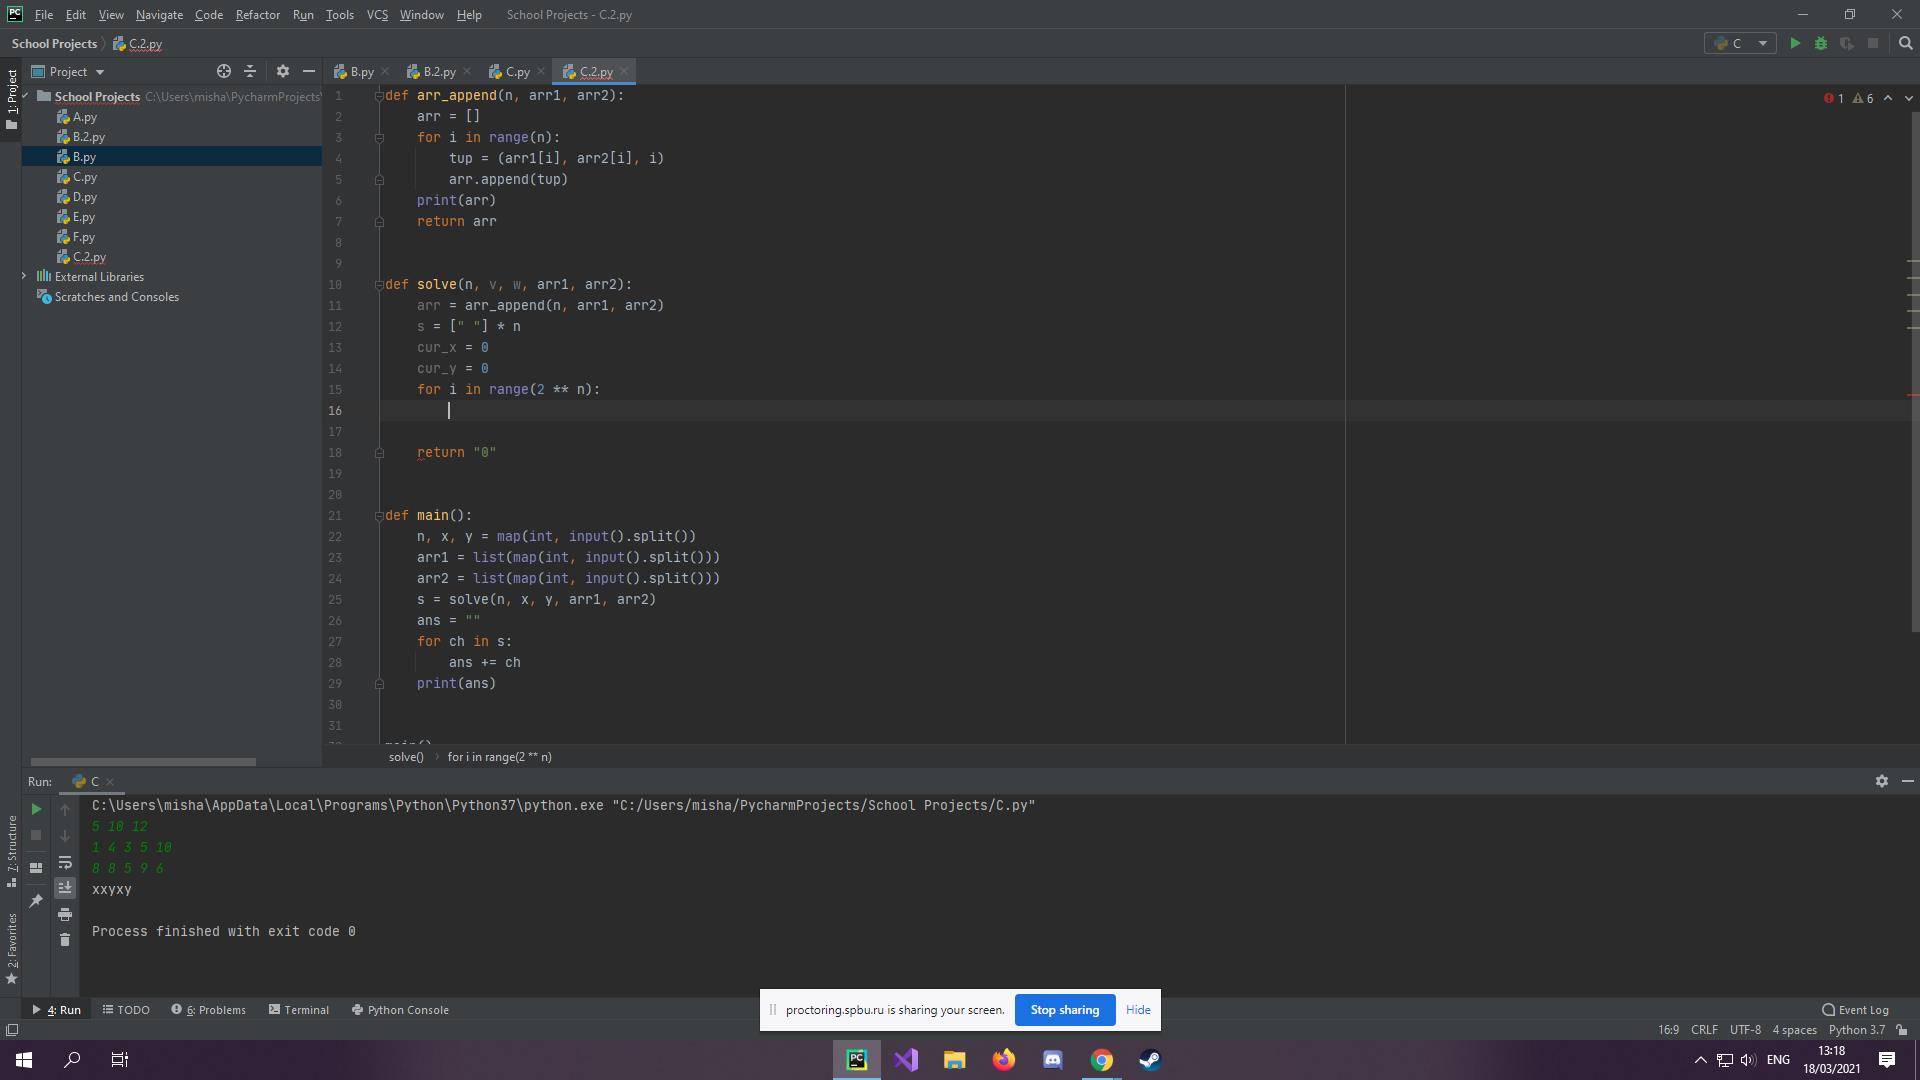 PC File Edit View Navigate Code Refactor Run Tools VCS Window Help School Projects - C.2.py
School Projects C.2.py C
1: Project
Project B.py B.2.py C.py C.2.py
School Projects C:\Users\misha\PycharmProjects\
A.py
B.2.py
B.py
C.py
D.py
E.py
F.py
C.2.py
External Libraries
Scratches and Consoles
1 6
1 def arr_append(n, arr1, arr2):
2 arr = []
3 for i in range(n):
4 tup = (arr1[i], arr2[i], i)
5 arr.append(tup)
6 print(arr)
7 return arr
8
9
10 def solve(n, v, w, arr1, arr2):
11 arr = arr_append(n, arr1, arr2)
12 s = [" "] * n
13 cur_x = 0
14 cur_y = 0
15 for i in range(2 ** n):
16
17
18 return "0"
19
20
21 def main():
22 n, x, y = map(int, input().split())
23 arr1 = list(map(int, input().split()))
24 arr2 = list(map(int, input().split()))
25 s = solve(n, x, y, arr1, arr2)
26 ans = ""
27 for ch in s:
28 ans += ch
29 print(ans)
30
31
solve() for i in range(2 ** n)
Run: C
C:\Users\misha\AppData\Local\Programs\Python\Python37\python.exe "C:/Users/misha/PycharmProjects/School Projects/C.py"
5 10 12
1 4 3 5 10
8 8 5 9 6
xxyxy
Process finished with exit code 0
7: Structure
2: Favorites
4: Run TODO 6: Problems Terminal Python Console Event Log
proctoring.spbu.ru is sharing your screen. Stop sharing Hide
16:9 CRLF UTF-8 4 spaces Python 3.7
PC ENG 13:18
18/03/2021